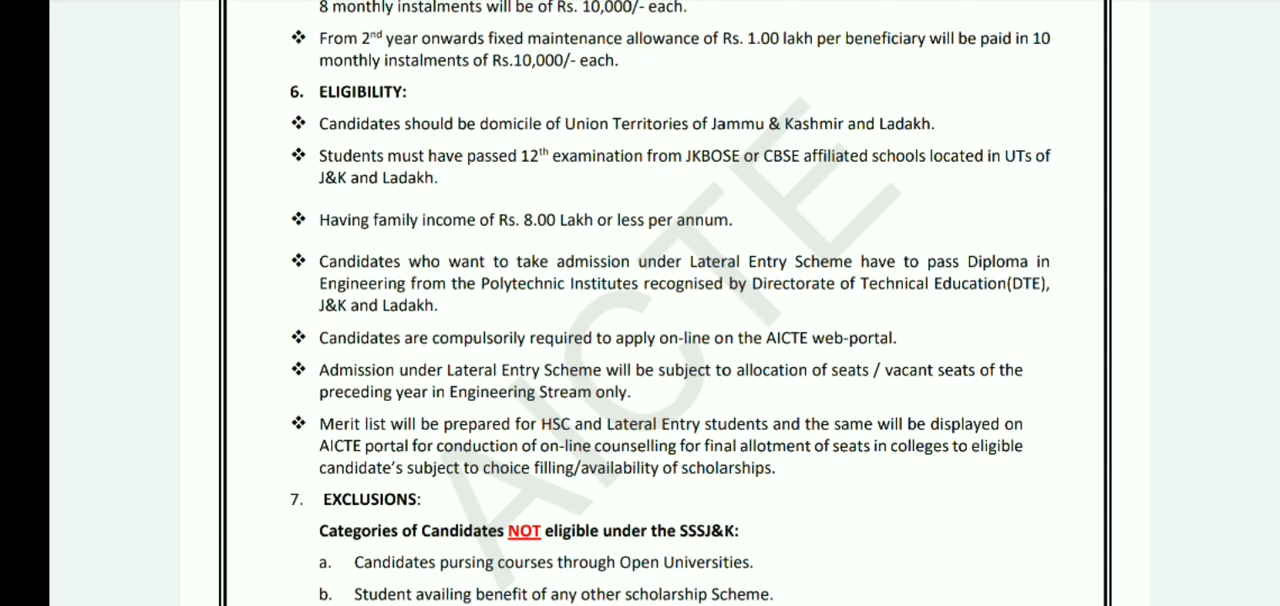 8 monthly instalments will be of Rs. 10,000/- each.
❖ From 2nd year onwards fixed maintenance allowance of Rs. 1.00 lakh per beneficiary will be paid in 10
monthly instalments of Rs.10,000/- each.
6. ELIGIBILITY:
❖ Candidates should be domicile of Union Territories of Jammu & Kashmir and Ladakh.
❖ Students must have passed 12th examination from JKBOSE or CBSE affiliated schools located in UTs of
J&K and Ladakh.
❖ Having family income of Rs. 8.00 Lakh or less per annum.
❖ Candidates who want to take admission under Lateral Entry Scheme have to pass Diploma in
Engineering from the Polytechnic Institutes recognised by Directorate of Technical Education(DTE),
J&K and Ladakh.
❖ Candidates are compulsorily required to apply on-line on the AICTE web-portal.
❖ Admission under Lateral Entry Scheme will be subject to allocation of seats / vacant seats of the
preceding year in Engineering Stream only.
❖ Merit list will be prepared for HSC and Lateral Entry students and the same will be displayed on
AICTE portal for conduction of on-line counselling for final allotment of seats in colleges to eligible
candidate's subject to choice filling/availability of scholarships.
7. EXCLUSIONS:
Categories of Candidates NOT eligible under the SSSJ&K:
a. Candidates pursing courses through Open Universities.
b. Student availing benefit of any other scholarship Scheme.
AICTE